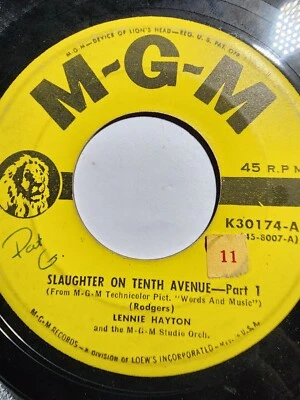 M-G-M—DEVICE OF LION'S HEAD—REG. U.S. PAT. OFF.
M-G-M
45 R.P.M
K30174-A
45-8007-A)
11
Pat
G.
SLAUGHTER ON TENTH AVENUE—Part 1
(From M-G-M Technicolor Pict. "Words And Music")
(Rodgers)
LENNIE HAYTON
and the M-G-M Studio Orch.
M-G-M RECORDS—A DIVISION OF LOEW'S INCORPORATED—MADE IN U.S.A.